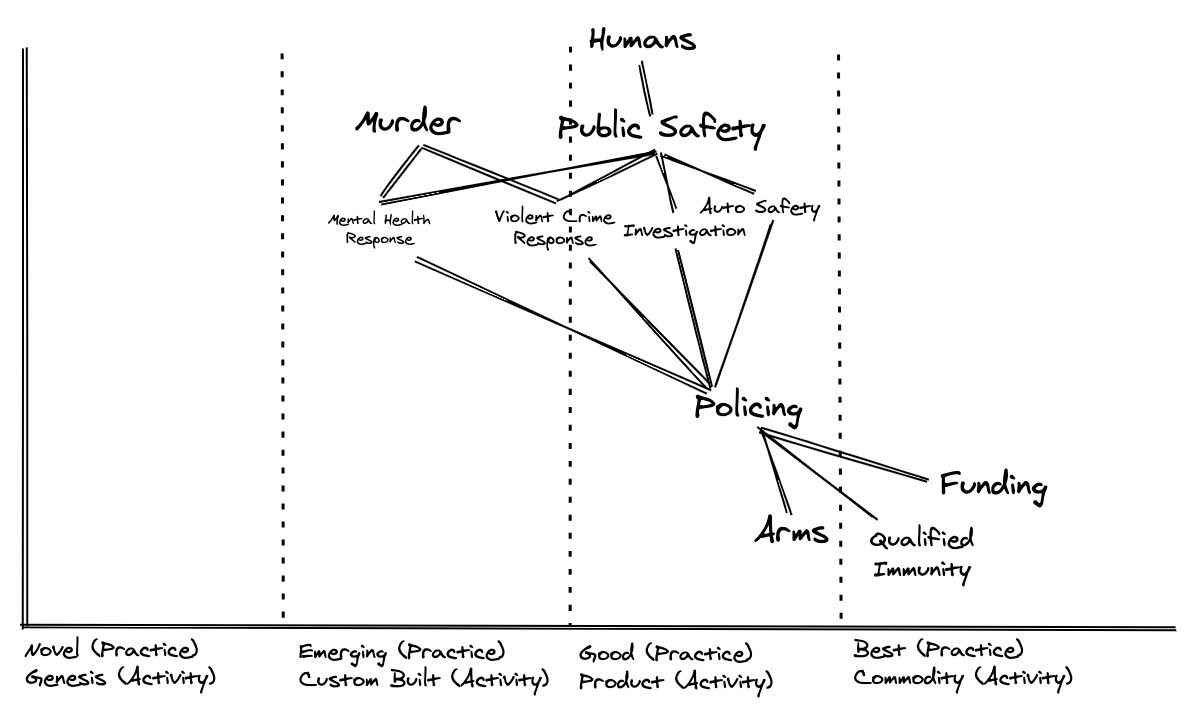 Humans
Murder
Public Safety
Mental Health
Response
Violent Crime
Response
Investigation
Auto Safety
Policing
Funding
Arms
Qualified
Immunity
Novel (Practice)
Genesis (Activity)
Emerging (Practice)
Custom Built (Activity)
Good (Practice)
Product (Activity)
Best (Practice)
Commodity (Activity)